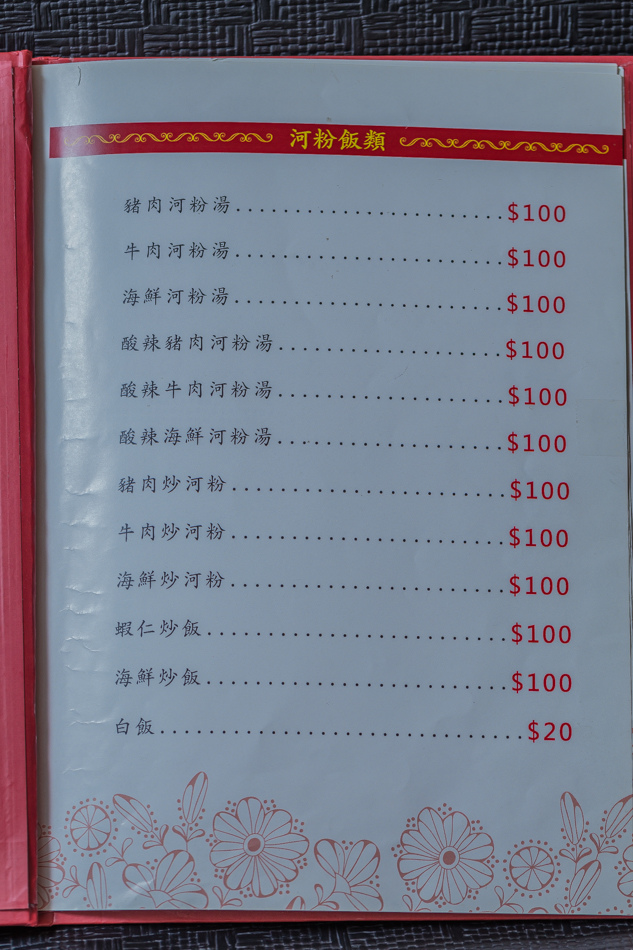 河粉飯類
豬肉河粉湯.......................$100
牛肉河粉湯.......................$100
海鮮河粉湯.......................$100
酸辣豬肉河粉湯...................$100
酸辣牛肉河粉湯...................$100
酸辣海鮮河粉湯...................$100
豬肉炒河粉.......................$100
牛肉炒河粉.......................$100
海鮮炒河粉.......................$100
蝦仁炒飯.........................$100
海鮮炒飯.........................$100
白飯..............................$20